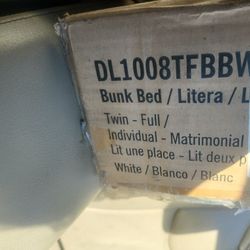 DL1008TFBBW
Bunk Bed / Litera / L
Twin - Full /
Individual - Matrimonial
Lit une place - Lit deux p
White / Blanco / Blanc